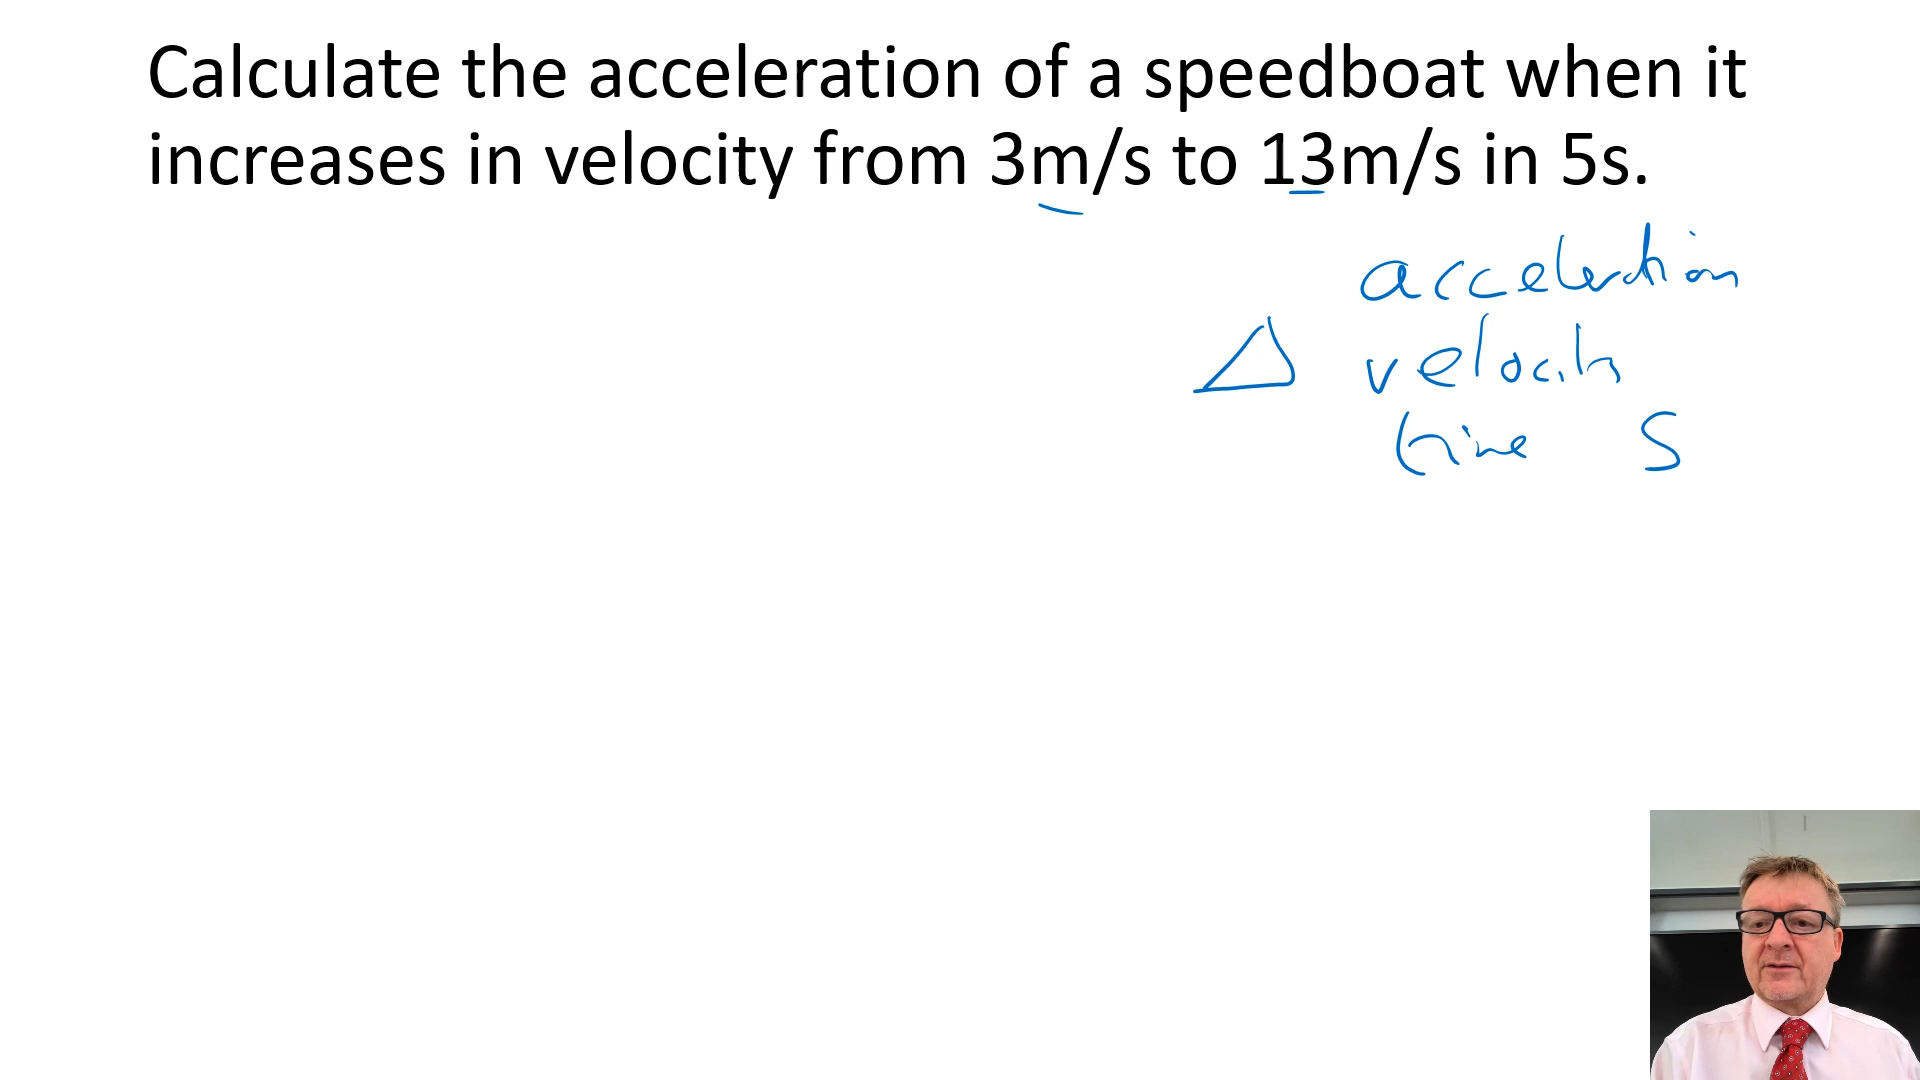 Calculate the acceleration of a speedboat when it
increases in velocity from 3m/s to 13m/s in 5s.
acceleration
Δ velocity
time 5